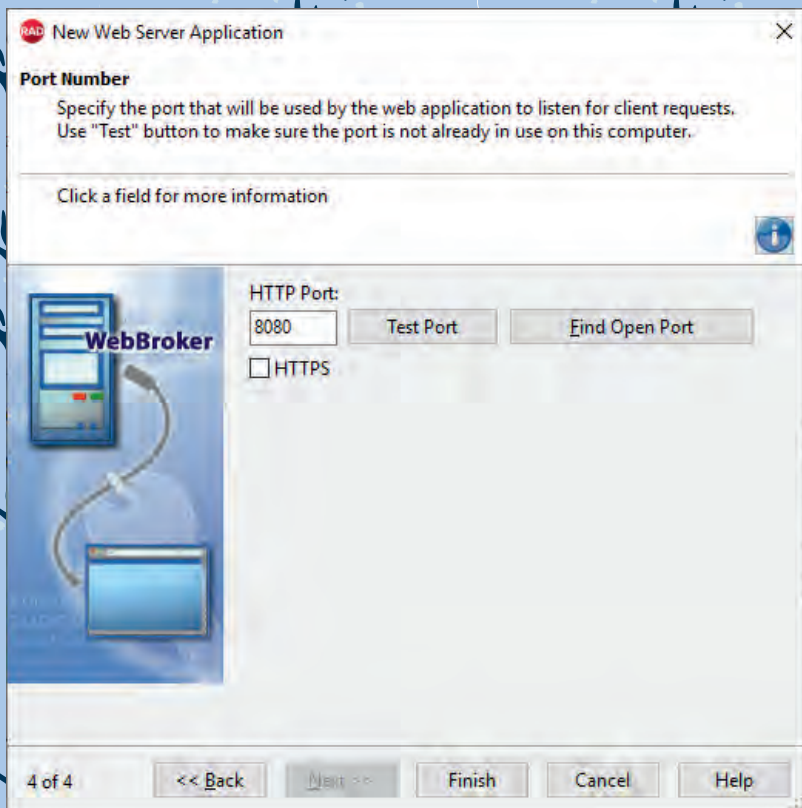 RAD New Web Server Application
Port Number
Specify the port that will be used by the web application to listen for client requests.
Use "Test" button to make sure the port is not already in use on this computer.
Click a field for more information
i
WebBroker
HTTP Port:
8080 Test Port Find Open Port
HTTPS
4 of 4 << Back Next >> Finish Cancel Help